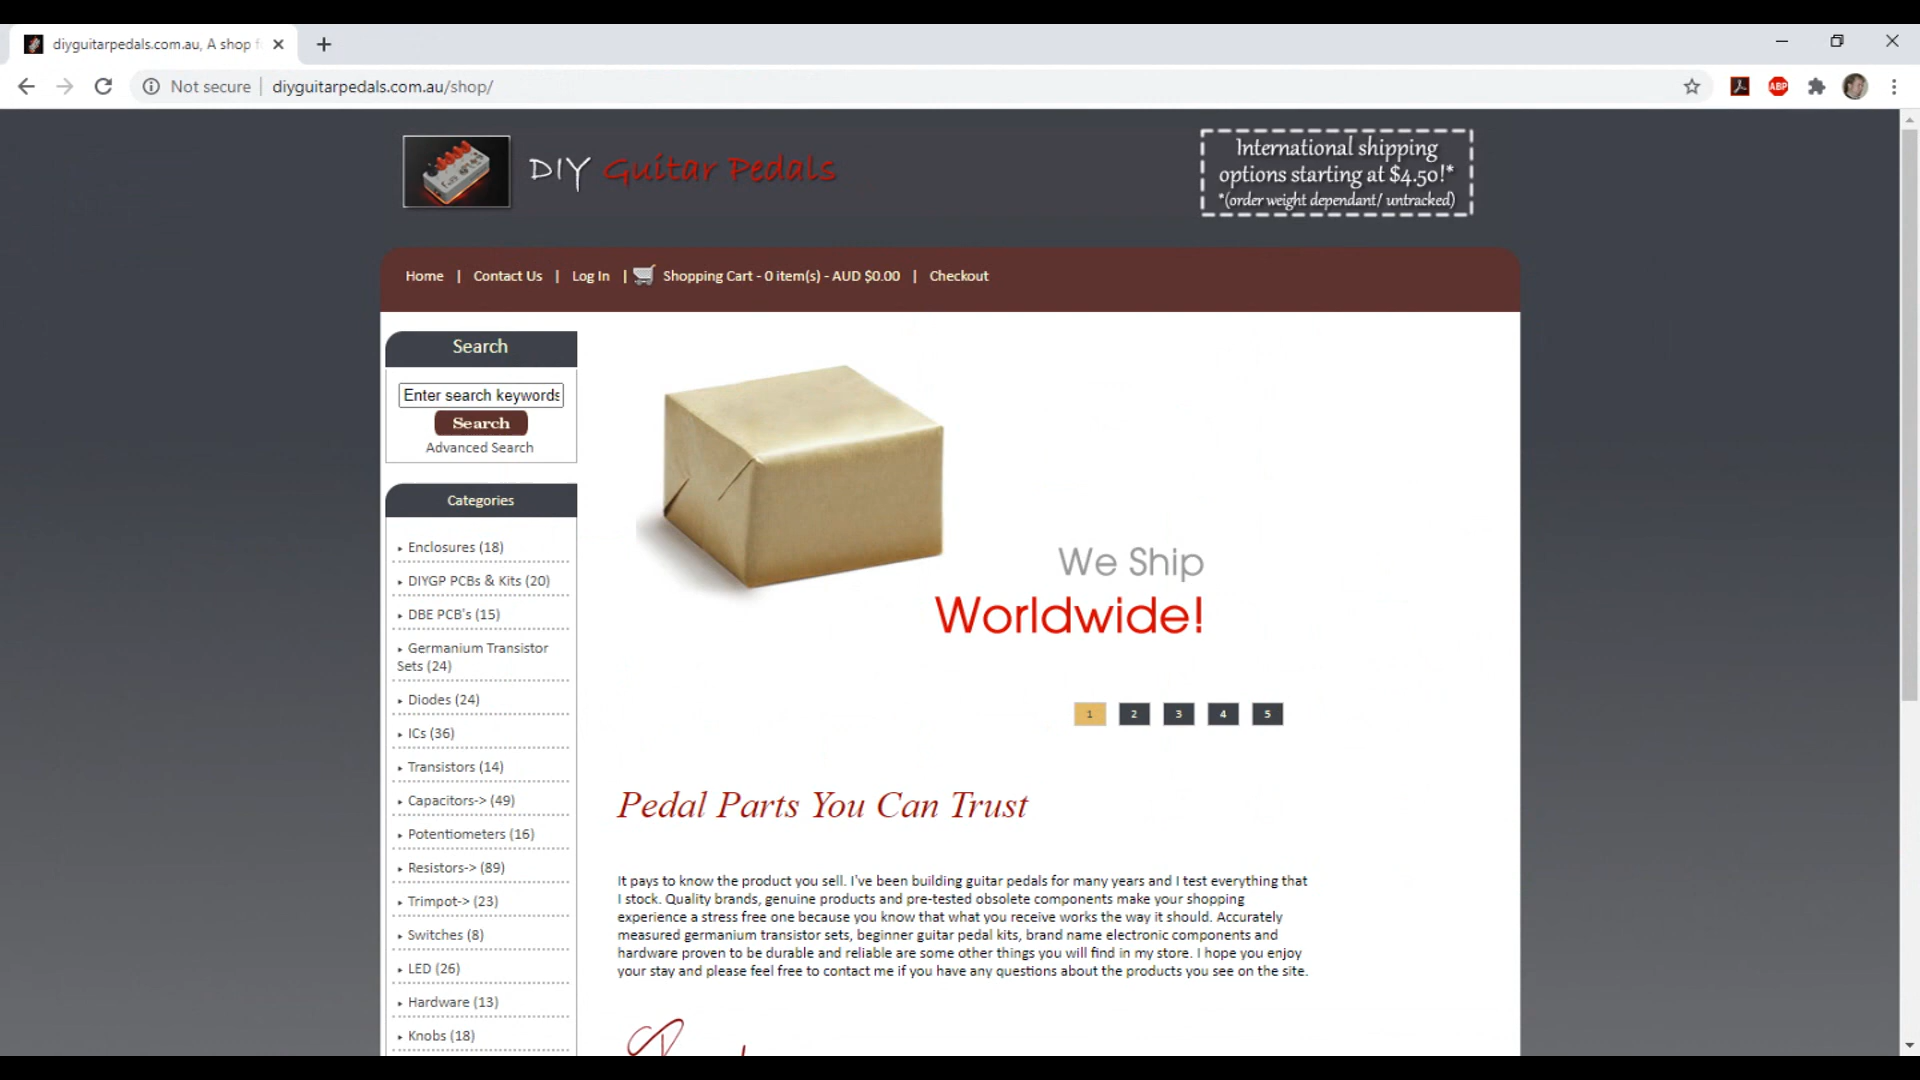 diyguitarpedals.com.au, A shop f
Not secure
diyguitarpedals.com.au/shop/
ABP
DIY Guitar Pedals
International shipping
options starting at $4.50!*
*(order weight dependant/ untracked)
Home | Contact Us | Log In | Shopping Cart - 0 item(s) - AUD $0.00 | Checkout
Search
Enter search keywords
Search
Advanced Search
Categories
Enclosures (18)
DIYGP PCBs & Kits (20)
DBE PCB's (15)
Germanium Transistor
Sets (24)
Diodes (24)
ICs (36)
Transistors (14)
Capacitors-> (49)
Potentiometers (16)
Resistors-> (89)
Trimpot-> (23)
Switches (8)
LED (26)
Hardware (13)
Knobs (18)
We Ship
Worldwide!
1 2 3 4 5
Pedal Parts You Can Trust
It pays to know the product you sell. I've been building guitar pedals for many years and I test everything that
I stock. Quality brands, genuine products and pre-tested obsolete components make your shopping
experience a stress free one because you know that what you receive works the way it should. Accurately
measured germanium transistor sets, beginner guitar pedal kits, brand name electronic components and
hardware proven to be durable and reliable are some other things you will find in my store. I hope you enjoy
your stay and please feel free to contact me if you have any questions about the products you see on the site.